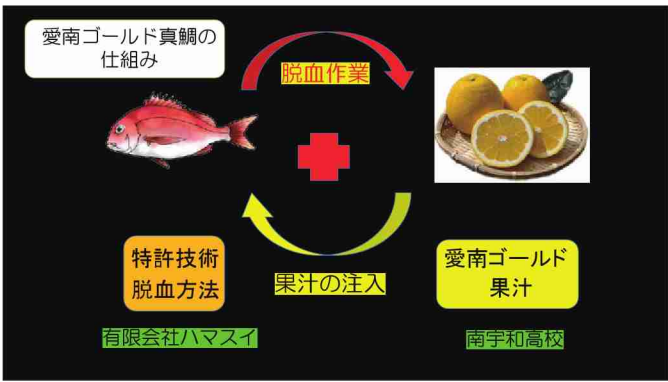 愛南ゴールド真鯛の
仕組み
脱血作業
特許技術
脱血方法
果汁の注入
愛南ゴールド
果汁
有限会社ハマスイ
南宇和高校